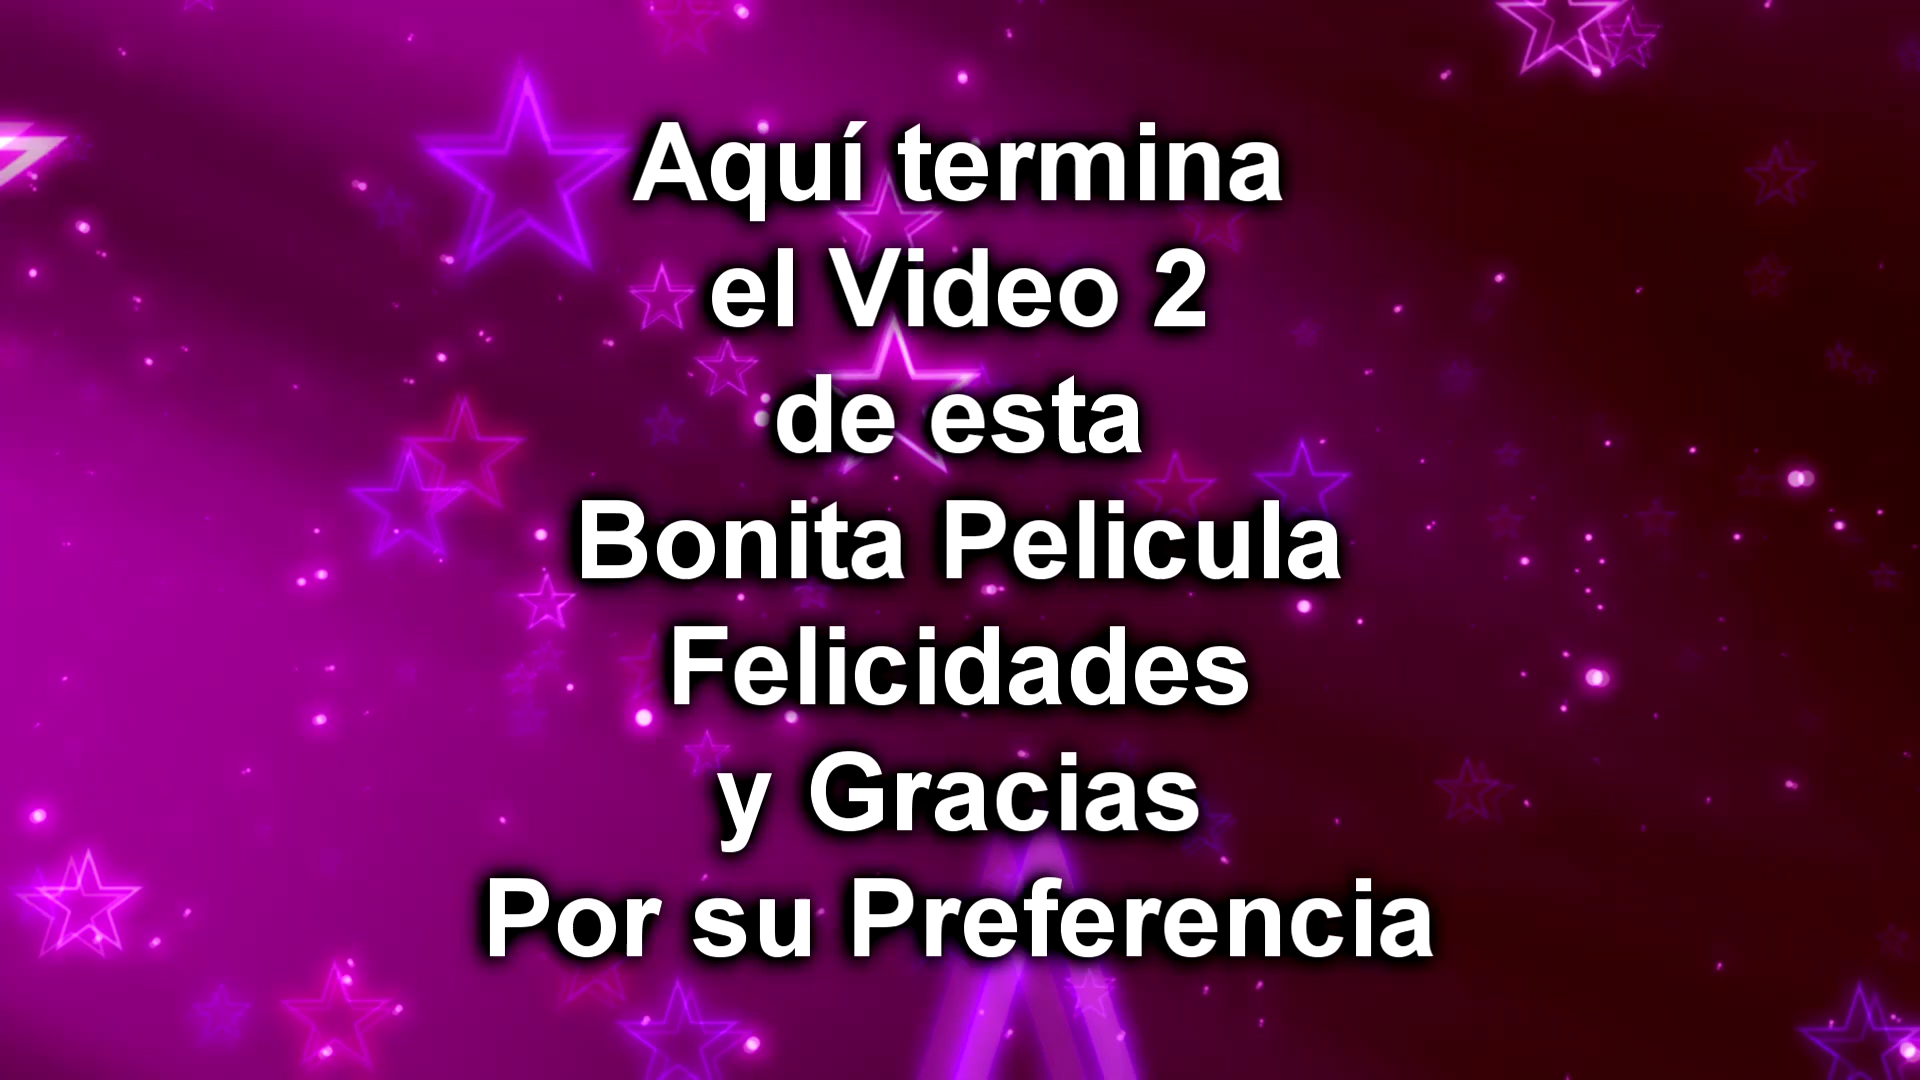 Aquí termina
el Video 2
de esta
Bonita Pelicula
Felicidades
y Gracias
Por su Preferencia